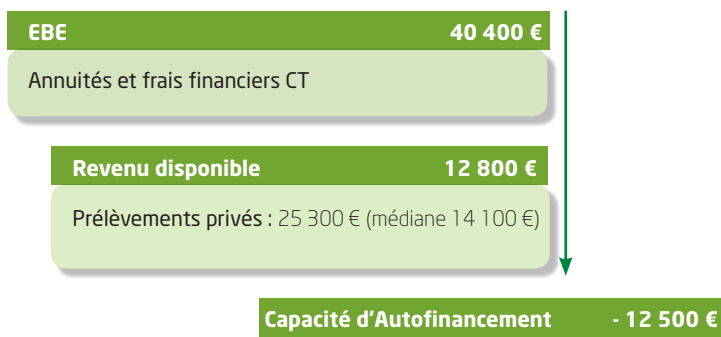 EBE 40 400 €
Annuités et frais financiers CT
Revenu disponible 12 800 €
Prélèvements privés : 25 300 € (médiane 14 100 €)
Capacité d'Autofinancement - 12 500 €